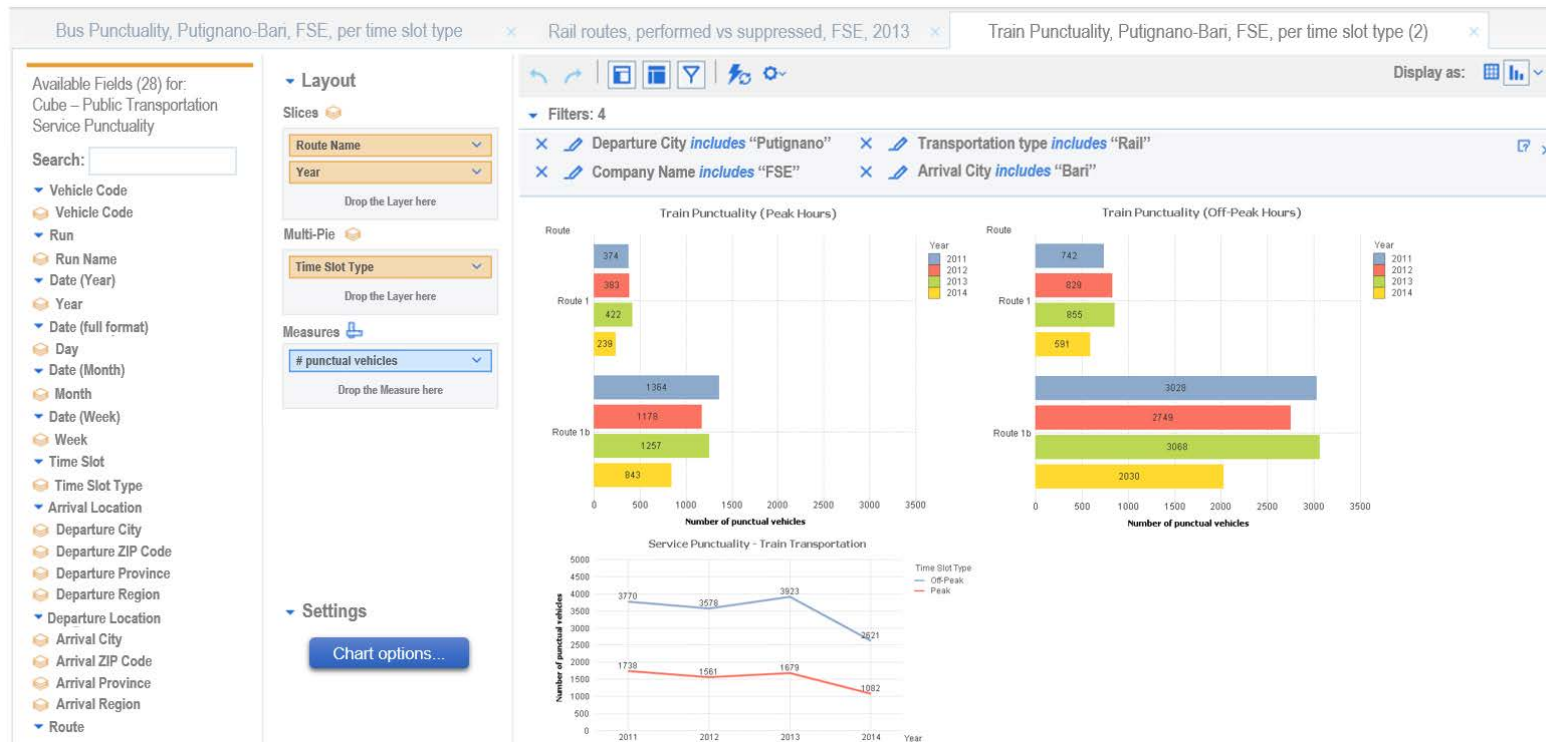 Bus Punctuality, Putignano-Bari, FSE, per time slot type
Rail routes, performed vs suppressed, FSE, 2013
Train Punctuality, Putignano-Bari, FSE, per time slot type (2)
Available Fields (28) for:
Cube – Public Transportation
Service Punctuality
Search:
Vehicle Code
Vehicle Code
Run
Run Name
Date (Year)
Year
Date (full format)
Day
Date (Month)
Month
Date (Week)
Week
Time Slot
Time Slot Type
Arrival Location
Departure City
Departure ZIP Code
Departure Province
Departure Region
Departure Location
Arrival City
Arrival ZIP Code
Arrival Province
Arrival Region
Route
Layout
Slices
Route Name
Year
Drop the Layer here
Multi-Pie
Time Slot Type
Drop the Layer here
Measures
# punctual vehicles
Drop the Measure here
Settings
Chart options...
Display as:
Filters: 4
Departure City includes “Putignano”
Transportation type includes “Rail”
Company Name includes “FSE”
Arrival City includes “Bari”
Train Punctuality (Peak Hours)
Route
Year
2011
2012
2013
2014
Route 1
374
383
422
239
Route 1b
1364
1178
1257
843
0 500 1000 1500 2000 2500 3000 3500
Number of punctual vehicles
Train Punctuality (Off-Peak Hours)
Route
Year
2011
2012
2013
2014
Route 1
742
829
855
591
Route 1b
3028
2749
3068
2030
0 500 1000 1500 2000 2500 3000 3500
Number of punctual vehicles
Service Punctuality - Train Transportation
Time Slot Type
Off-Peak
Peak
Number of punctual vehicles
5000
4500
4000
3500
3000
2500
2000
1500
1000
500
0
3770 3578 3923 2621
1738 1561 1679 1082
2011 2012 2013 2014 Year